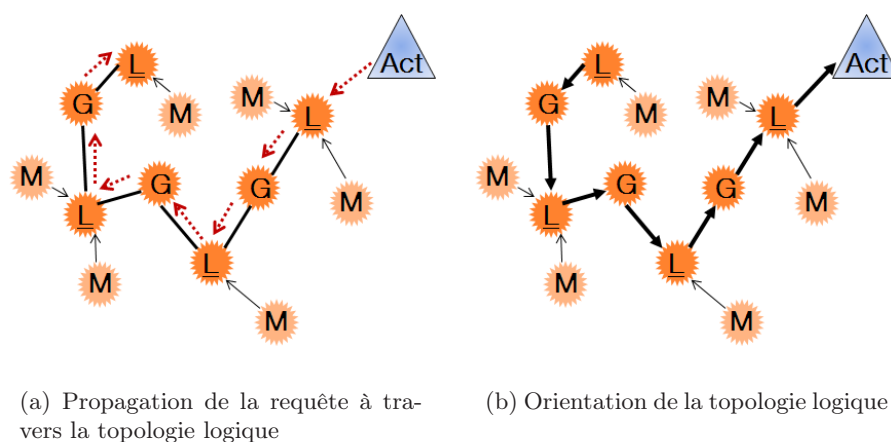 L
Act
G
M
M
L
M
G
G
M
L
L
M
M
L
Act
G
M
M
L
M
G
G
M
L
L
M
M
(a) Propagation de la requête à tra-
vers la topologie logique
(b) Orientation de la topologie logique